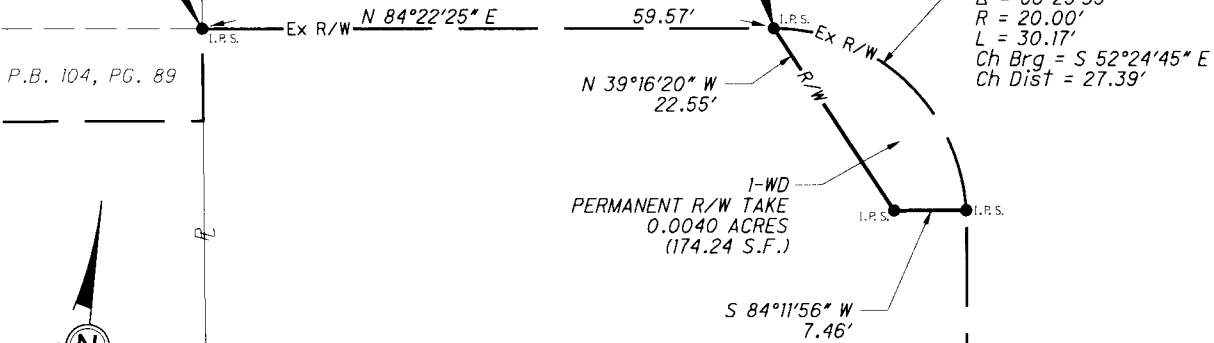 N 84°22'25" E
59.57'
Ex R/W
I.P.S.
I.P.S.
Ex R/W
R = 20.00'
L = 30.17'
Ch Brg = S 52°24'45" E
Ch Dist = 27.39'
P.B. 104, PG. 89
N 39°16'20" W
22.55'
R/W
1-WD
PERMANENT R/W TAKE
0.0040 ACRES
(174.24 S.F.)
I.P.S.
I.P.S.
S 84°11'56" W
7.46'
N